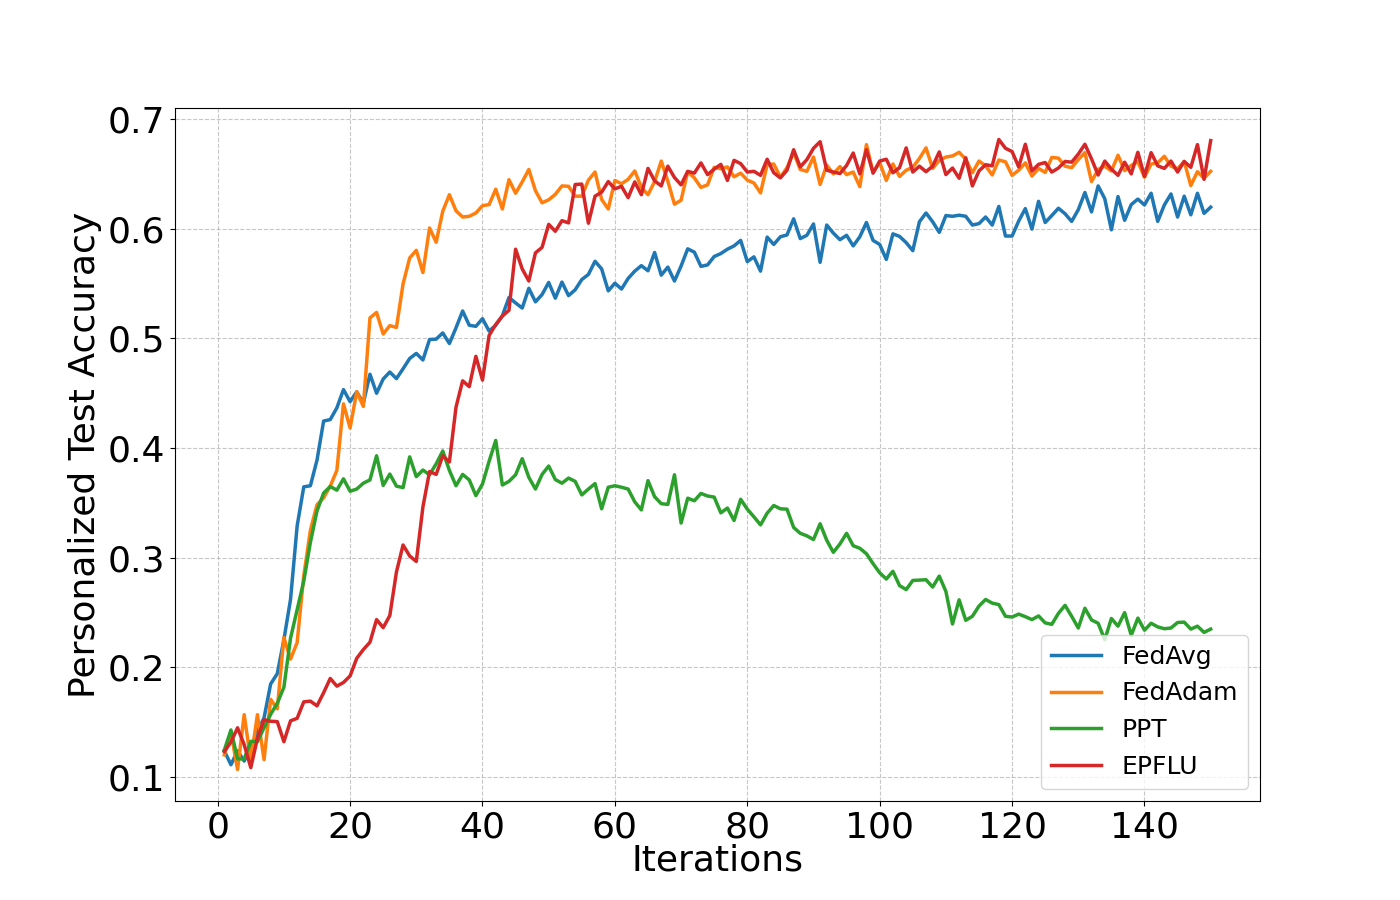 Personalized Test Accuracy
0.7
0.6
0.5
0.4
0.3
0.2
0.1
0 20 40 60 80 100 120 140
Iterations
FedAvg
FedAdam
PPT
EPFLU